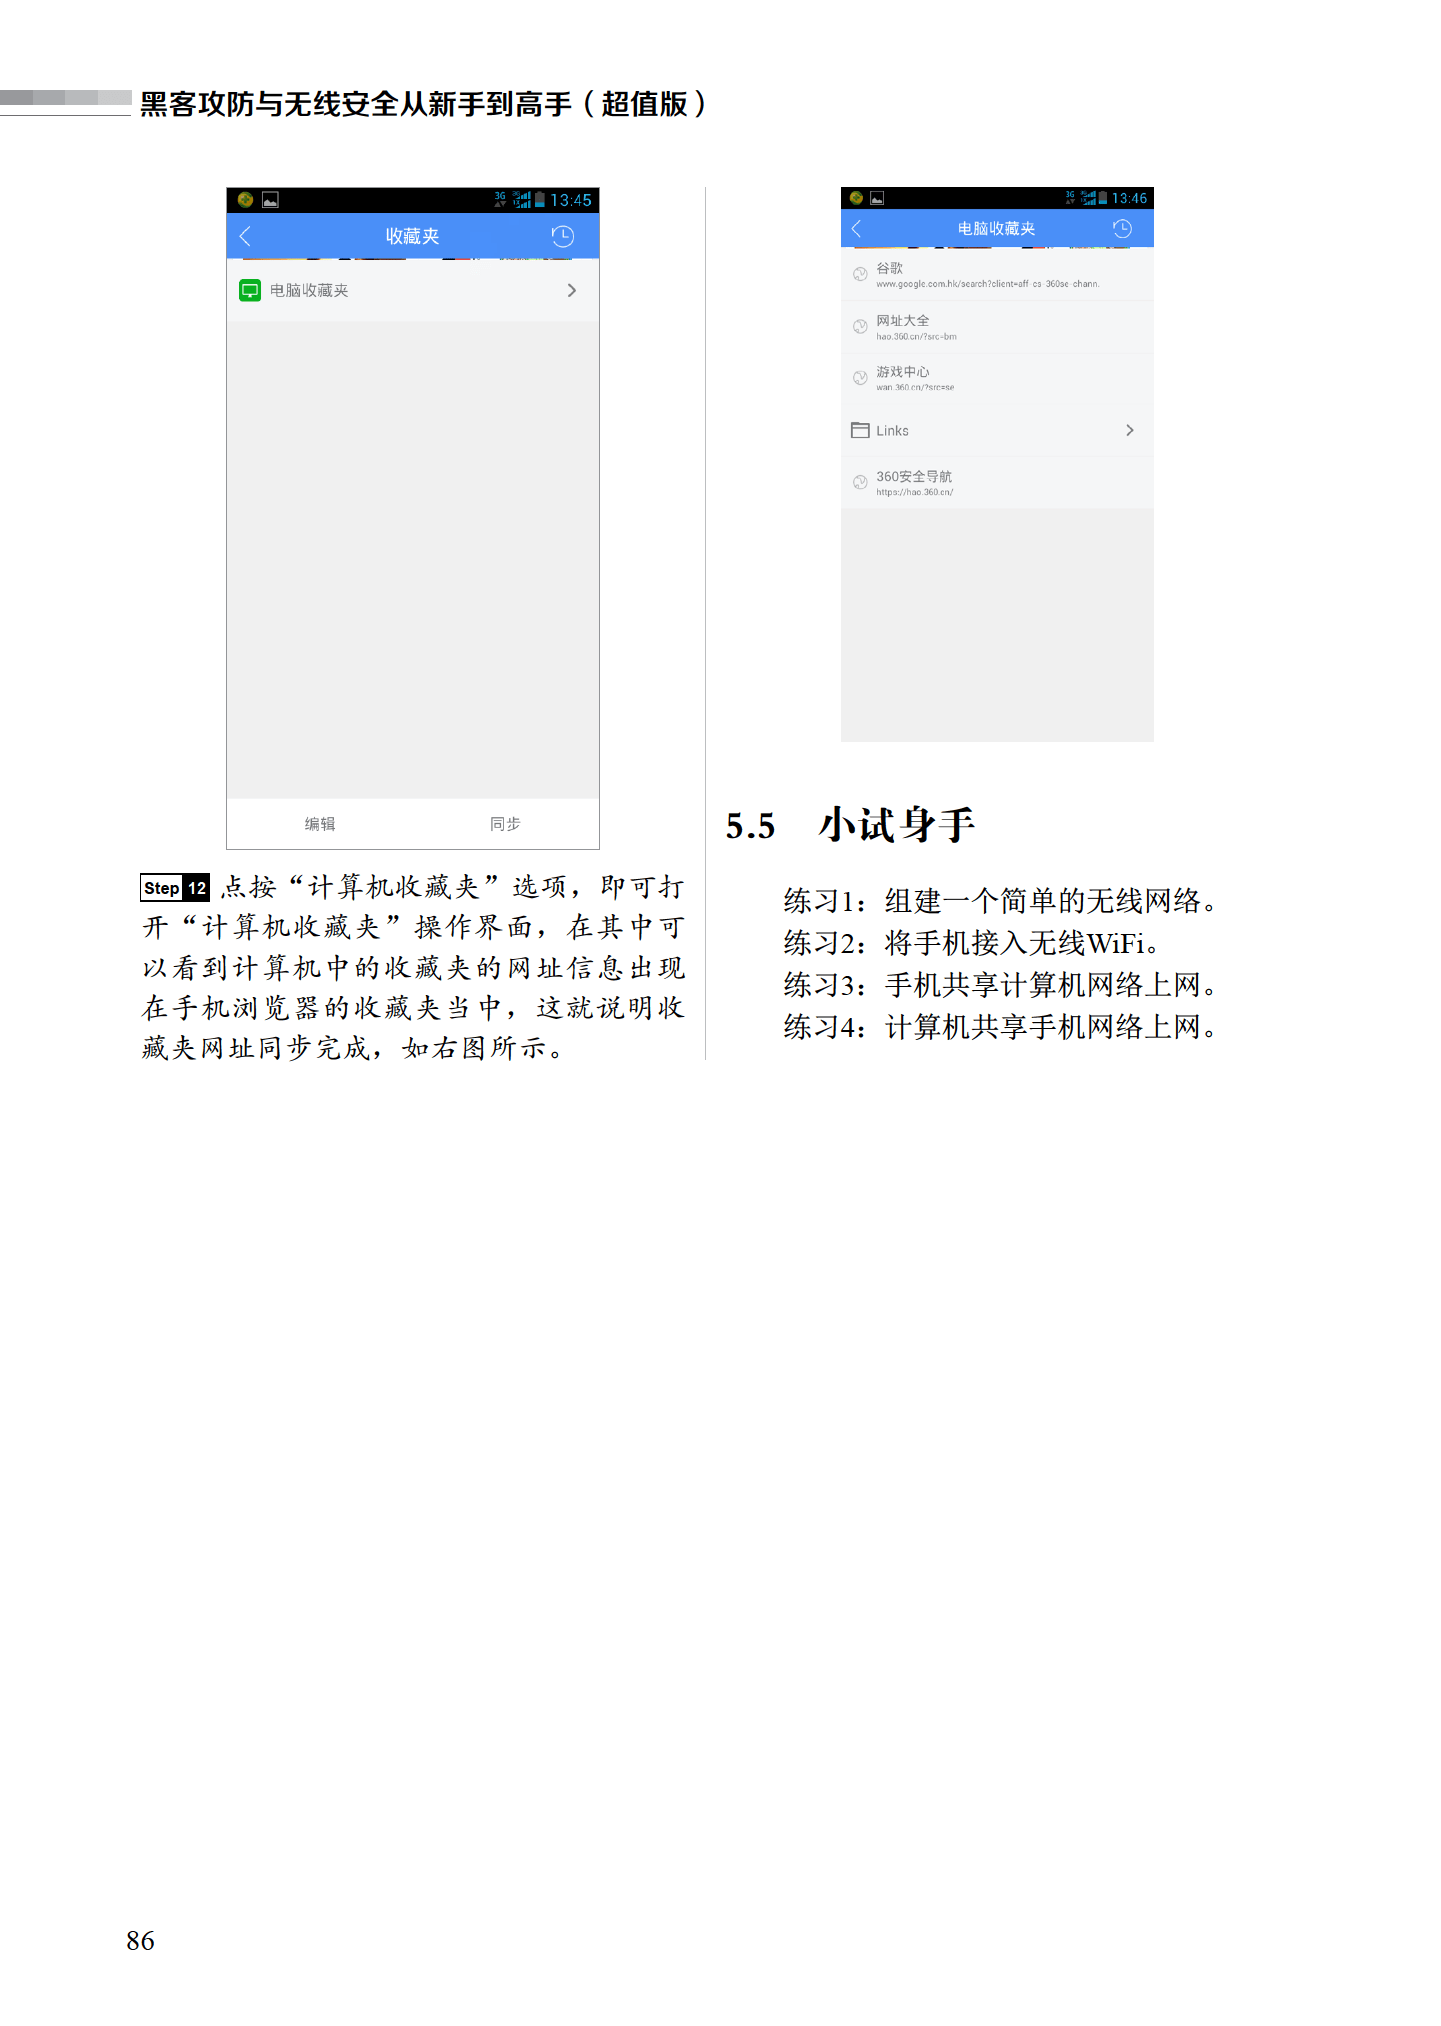 黑客攻防与无线安全从新手到高手（超值版）
3G 13:45
收藏夹
电脑收藏夹
编辑 同步
Step 12 点按“计算机收藏夹”选项，即可打
开“计算机收藏夹”操作界面，在其中可
以看到计算机中的收藏夹的网址信息出现
在手机浏览器的收藏夹当中，这就说明收
藏夹网址同步完成，如右图所示。
3G 13:46
电脑收藏夹
谷歌
www.google.com.hk/search?client=aff-cs-360se-chann.
网址大全
hao.360.cn/?src=bm
游戏中心
wan.360.cn/?src=se
Links
360安全导航
https://hao.360.cn/
5.5 小试身手
练习1：组建一个简单的无线网络。
练习2：将手机接入无线WiFi。
练习3：手机共享计算机网络上网。
练习4：计算机共享手机网络上网。
86